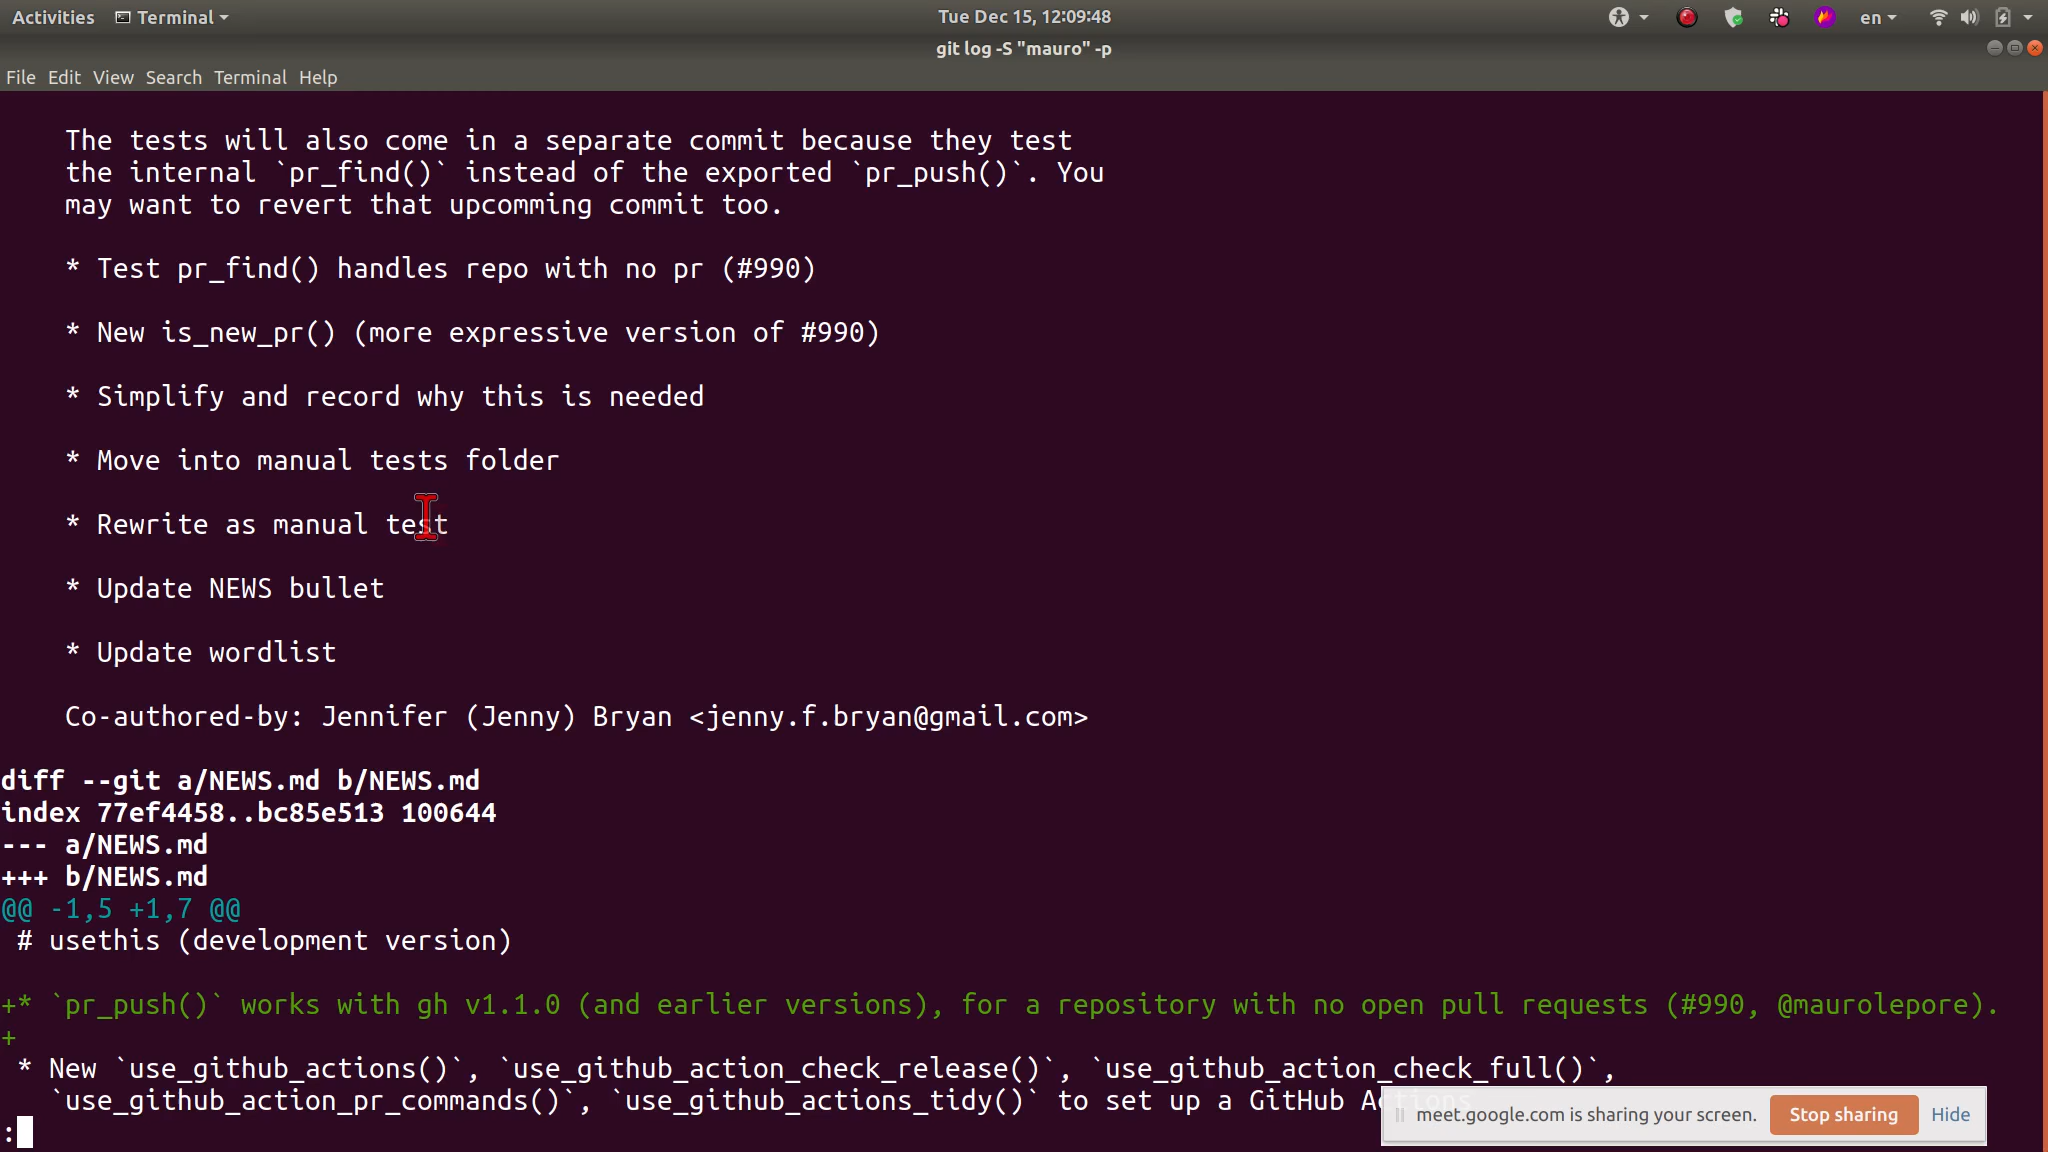 Activities Terminal Tue Dec 15, 12:09:48 en
git log -S "mauro" -p
File Edit View Search Terminal Help
The tests will also come in a separate commit because they test
the internal `pr_find()` instead of the exported `pr_push()`. You
may want to revert that upcomming commit too.
* Test pr_find() handles repo with no pr (#990)
* New is_new_pr() (more expressive version of #990)
* Simplify and record why this is needed
* Move into manual tests folder
* Rewrite as manual test
* Update NEWS bullet
* Update wordlist
Co-authored-by: Jennifer (Jenny) Bryan <jenny.f.bryan@gmail.com>
diff --git a/NEWS.md b/NEWS.md
index 77ef4458..bc85e513 100644
--- a/NEWS.md
+++ b/NEWS.md
@@ -1,5 +1,7 @@
# usethis (development version)
+* `pr_push()` works with gh v1.1.0 (and earlier versions), for a repository with no open pull requests (#990, @maurolepore).
+
* New `use_github_actions()`, `use_github_action_check_release()`, `use_github_action_check_full()`,
`use_github_action_pr_commands()`, `use_github_actions_tidy()` to set up a GitHub Actions
meet.google.com is sharing your screen. Stop sharing Hide
: